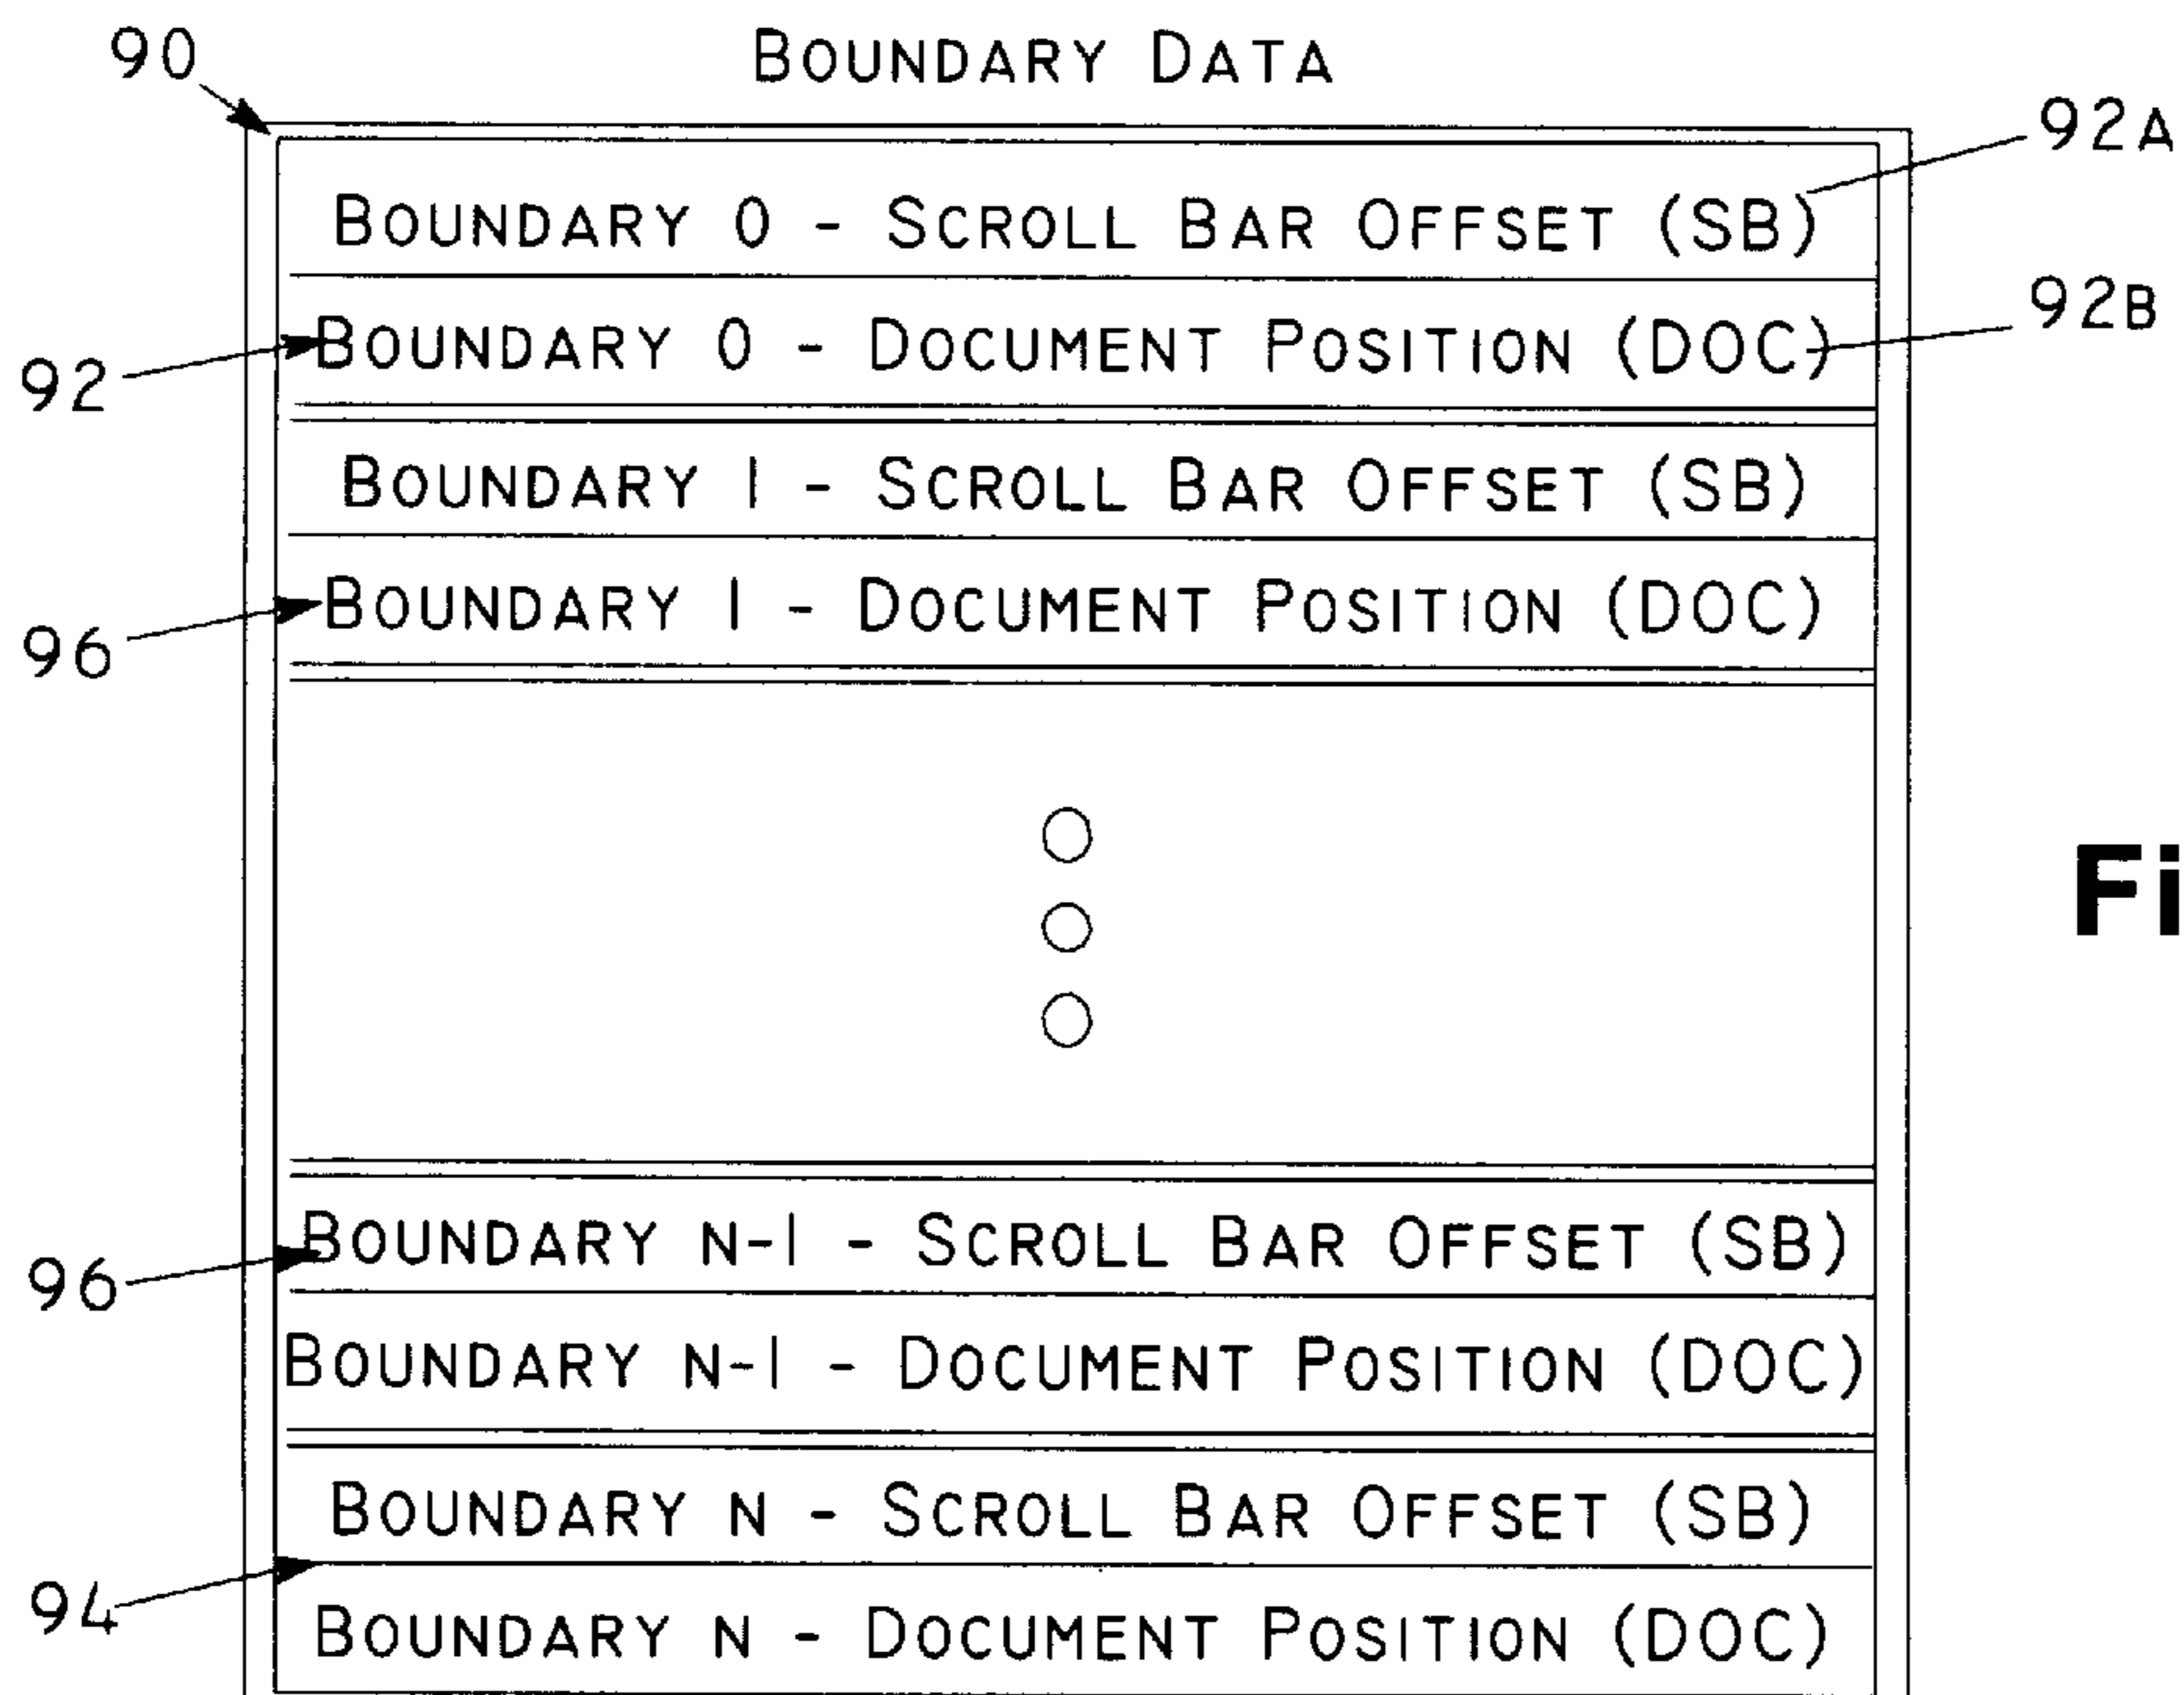 90
BOUNDARY DATA
92A
BOUNDARY 0 - SCROLL BAR OFFSET (SB)
92B
BOUNDARY 0 - DOCUMENT POSITION (DOC)
92
BOUNDARY 1 - SCROLL BAR OFFSET (SB)
BOUNDARY 1 - DOCUMENT POSITION (DOC)
96
Fi
BOUNDARY N-1 - SCROLL BAR OFFSET (SB)
96
BOUNDARY N-1 - DOCUMENT POSITION (DOC)
BOUNDARY N - SCROLL BAR OFFSET (SB)
94
BOUNDARY N - DOCUMENT POSITION (DOC)